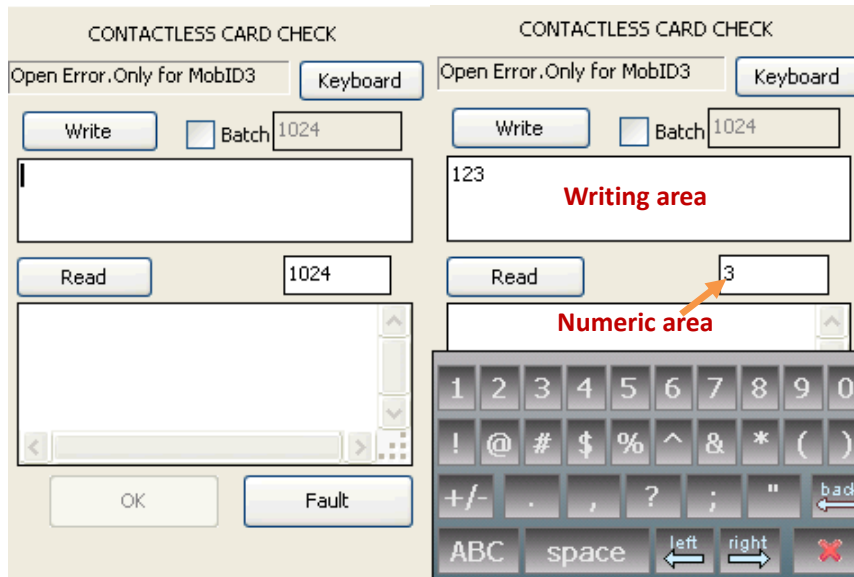 CONTACTLESS CARD CHECK
Open Error.Only for MobID3 Keyboard
Write Batch 1024
Read 1024
OK Fault
CONTACTLESS CARD CHECK
Open Error.Only for MobID3 Keyboard
Write Batch 1024
123
Writing area
Read 3
Numeric area
1 2 3 4 5 6 7 8 9 0
! @ # $ % ^ & * ( )
+/- . , ? ; "
ABC space left right